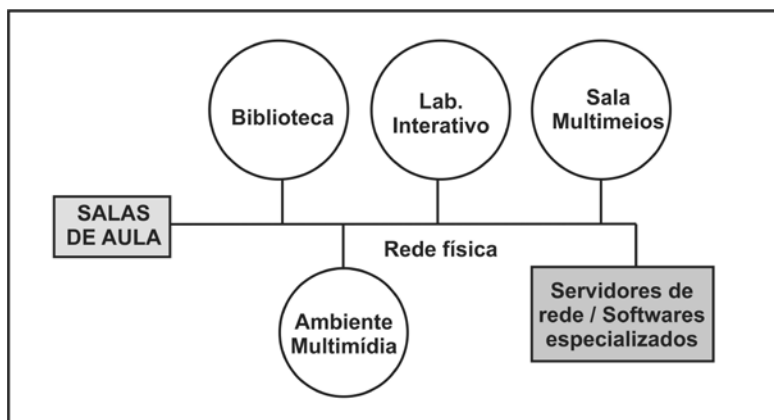 Biblioteca
Lab.
Interativo
Sala
Multimeios
SALAS
DE AULA
Rede física
Ambiente
Multimídia
Servidores de
rede / Softwares
especializados